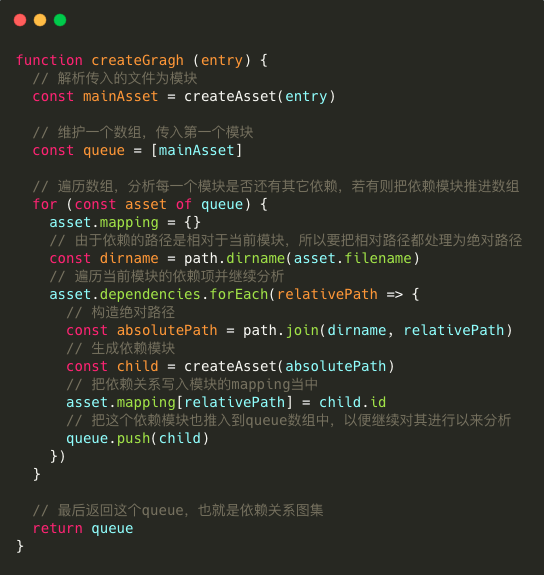 function createGragh (entry) {
  // 解析传入的文件为模块
  const mainAsset = createAsset(entry)

  // 维护一个数组，传入第一个模块
  const queue = [mainAsset]

  // 遍历数组，分析每一个模块是否还有其它依赖，若有则把依赖模块推进数组
  for (const asset of queue) {
    asset.mapping = {}
    // 由于依赖的路径是相对于当前模块，所以要把相对路径都处理为绝对路径
    const dirname = path.dirname(asset.filename)
    // 遍历当前模块的依赖项并继续分析
    asset.dependencies.forEach(relativePath => {
      // 构造绝对路径
      const absolutePath = path.join(dirname, relativePath)
      // 生成依赖模块
      const child = createAsset(absolutePath)
      // 把依赖关系写入模块的mapping当中
      asset.mapping[relativePath] = child.id
      // 把这个依赖模块也推入到queue数组中，以便继续对其进行以来分析
      queue.push(child)
    })
  }

  // 最后返回这个queue，也就是依赖关系图集
  return queue
}